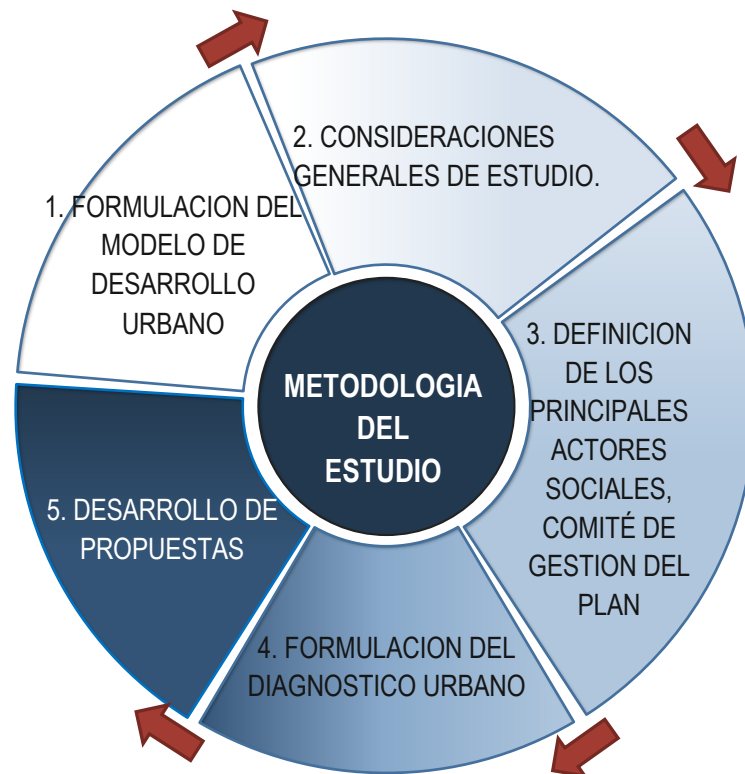 METODOLOGIA
DEL
ESTUDIO
1. FORMULACION DEL
MODELO DE
DESARROLLO
URBANO
2. CONSIDERACIONES
GENERALES DE ESTUDIO.
3. DEFINICION
DE LOS
PRINCIPALES
ACTORES
SOCIALES,
COMITÉ DE
GESTION DEL
PLAN
4. FORMULACION DEL
DIAGNOSTICO URBANO
5. DESARROLLO DE
PROPUESTAS